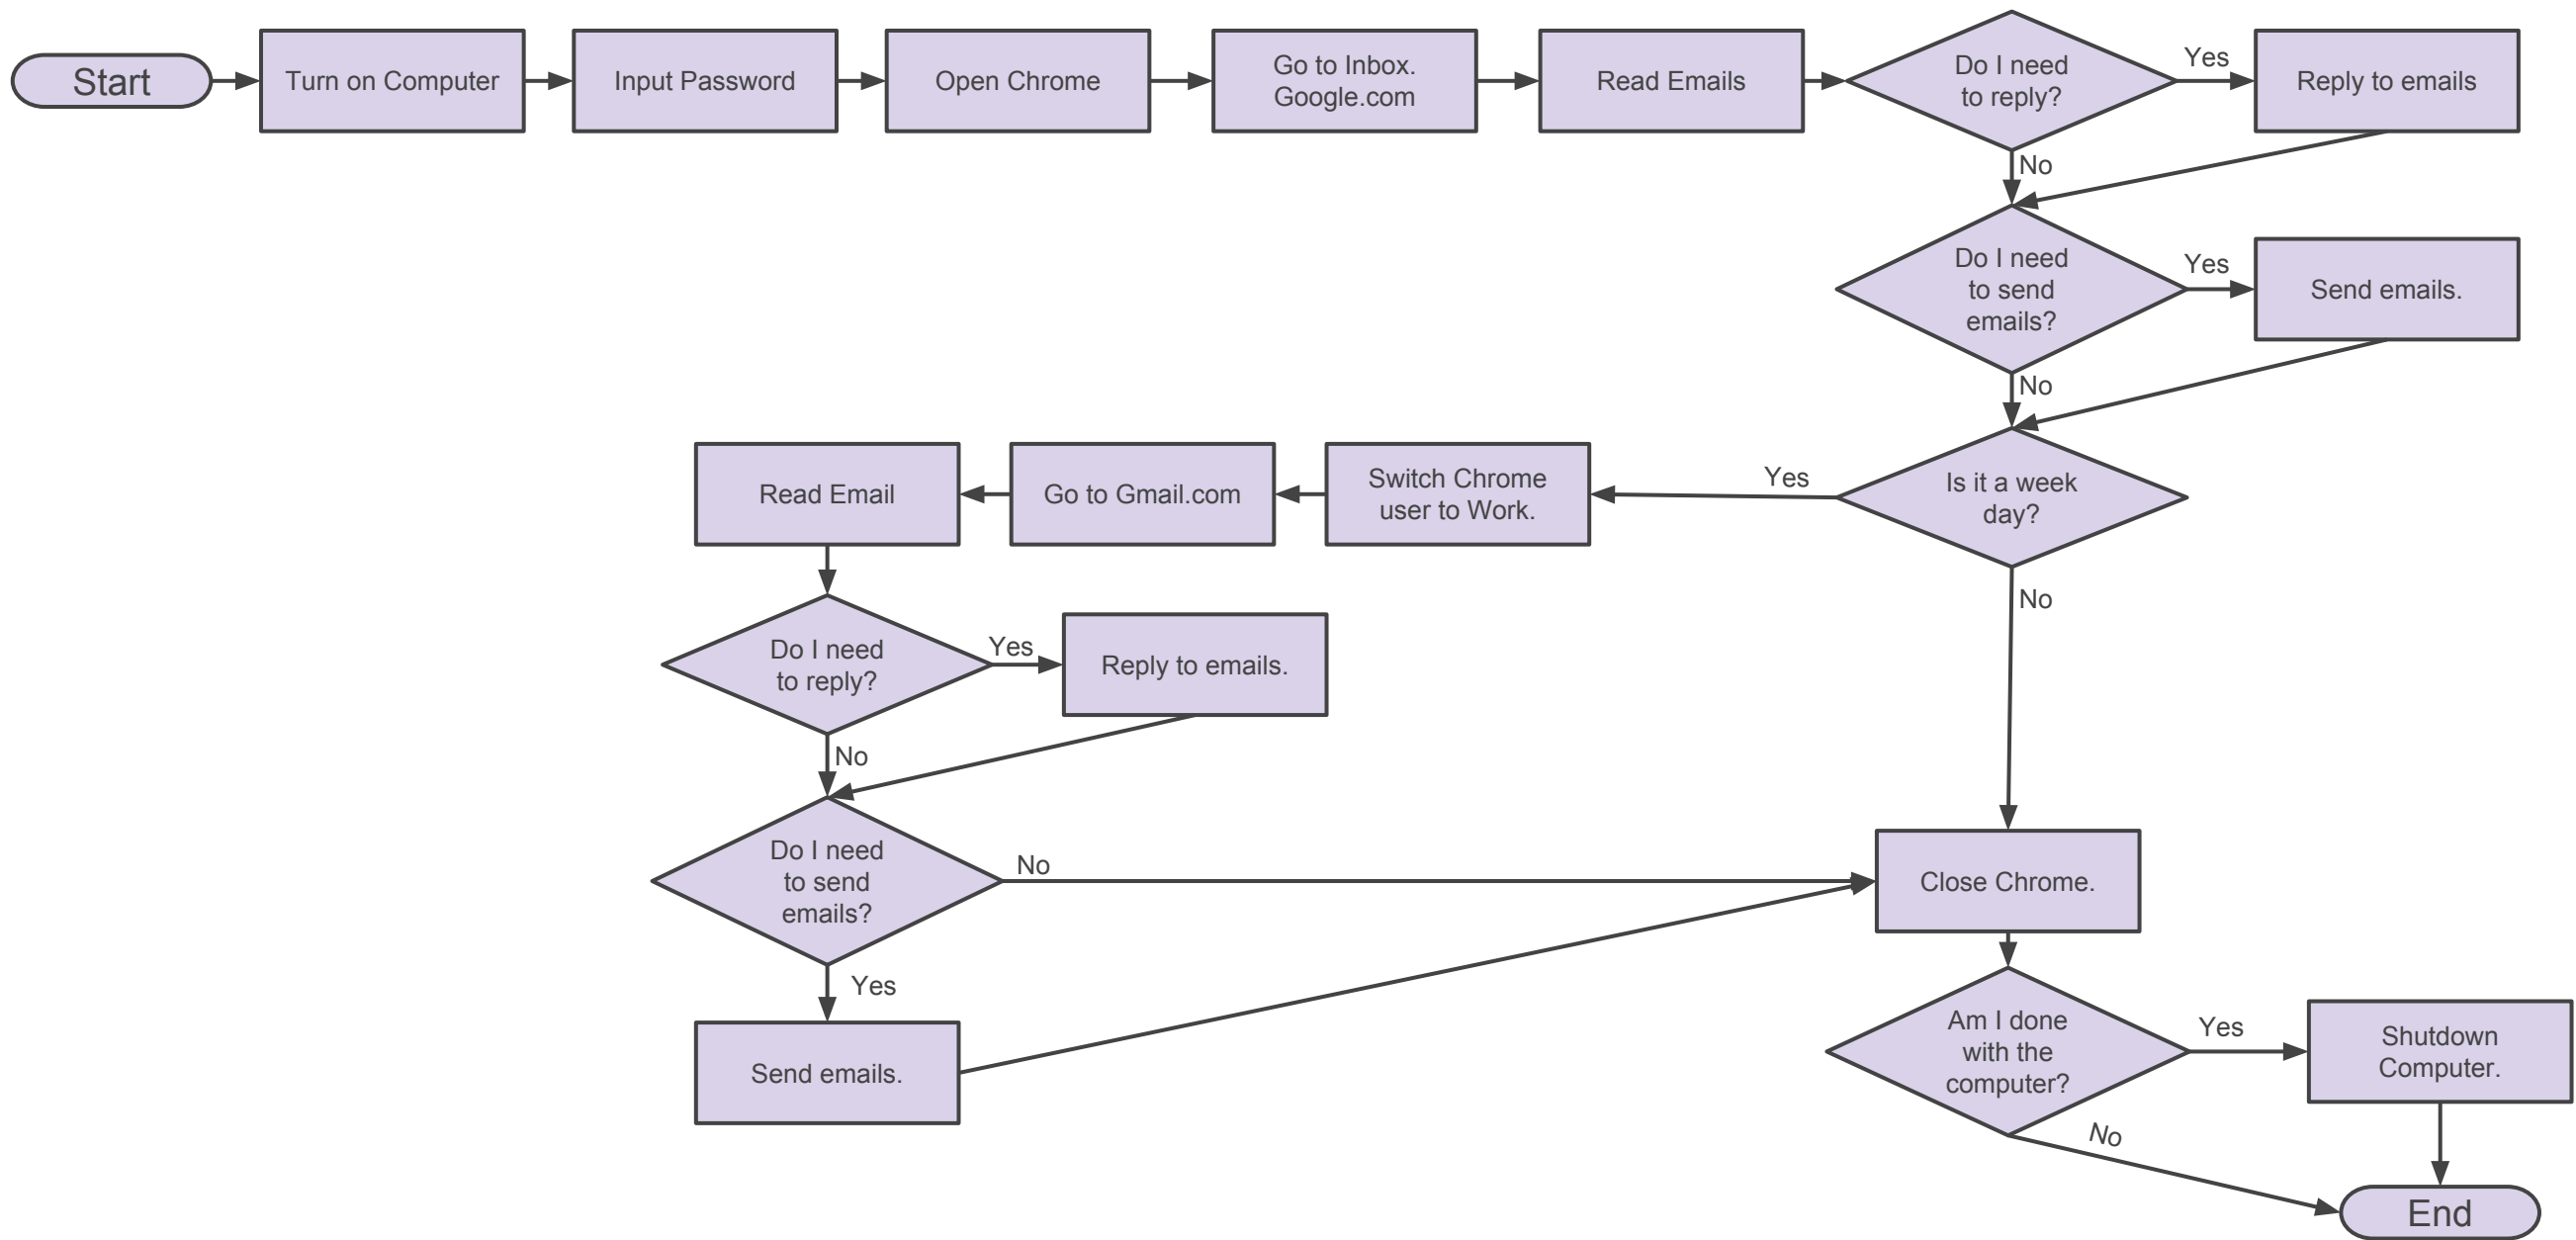 Start
Turn on Computer
Input Password
Open Chrome
Go to Inbox.
Google.com
Read Emails
Do I need
to reply?
Yes
Reply to emails
No
Do I need
to send
emails?
Yes
Send emails.
No
Is it a week
day?
Yes
Switch Chrome
user to Work.
Go to Gmail.com
Read Email
No
Do I need
to reply?
Yes
Reply to emails.
No
Do I need
to send
emails?
No
Yes
Send emails.
Close Chrome.
Am I done
with the
computer?
Yes
Shutdown
Computer.
No
End